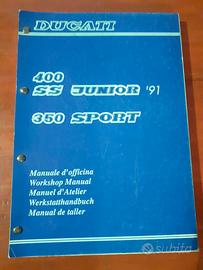 DUCATI
400
SS JUNIOR '91
350 SPORT
Manuale d'officina
Workshop Manual
Manuel d'Atelier
Werkstatthandbuch
Manual de taller
subito